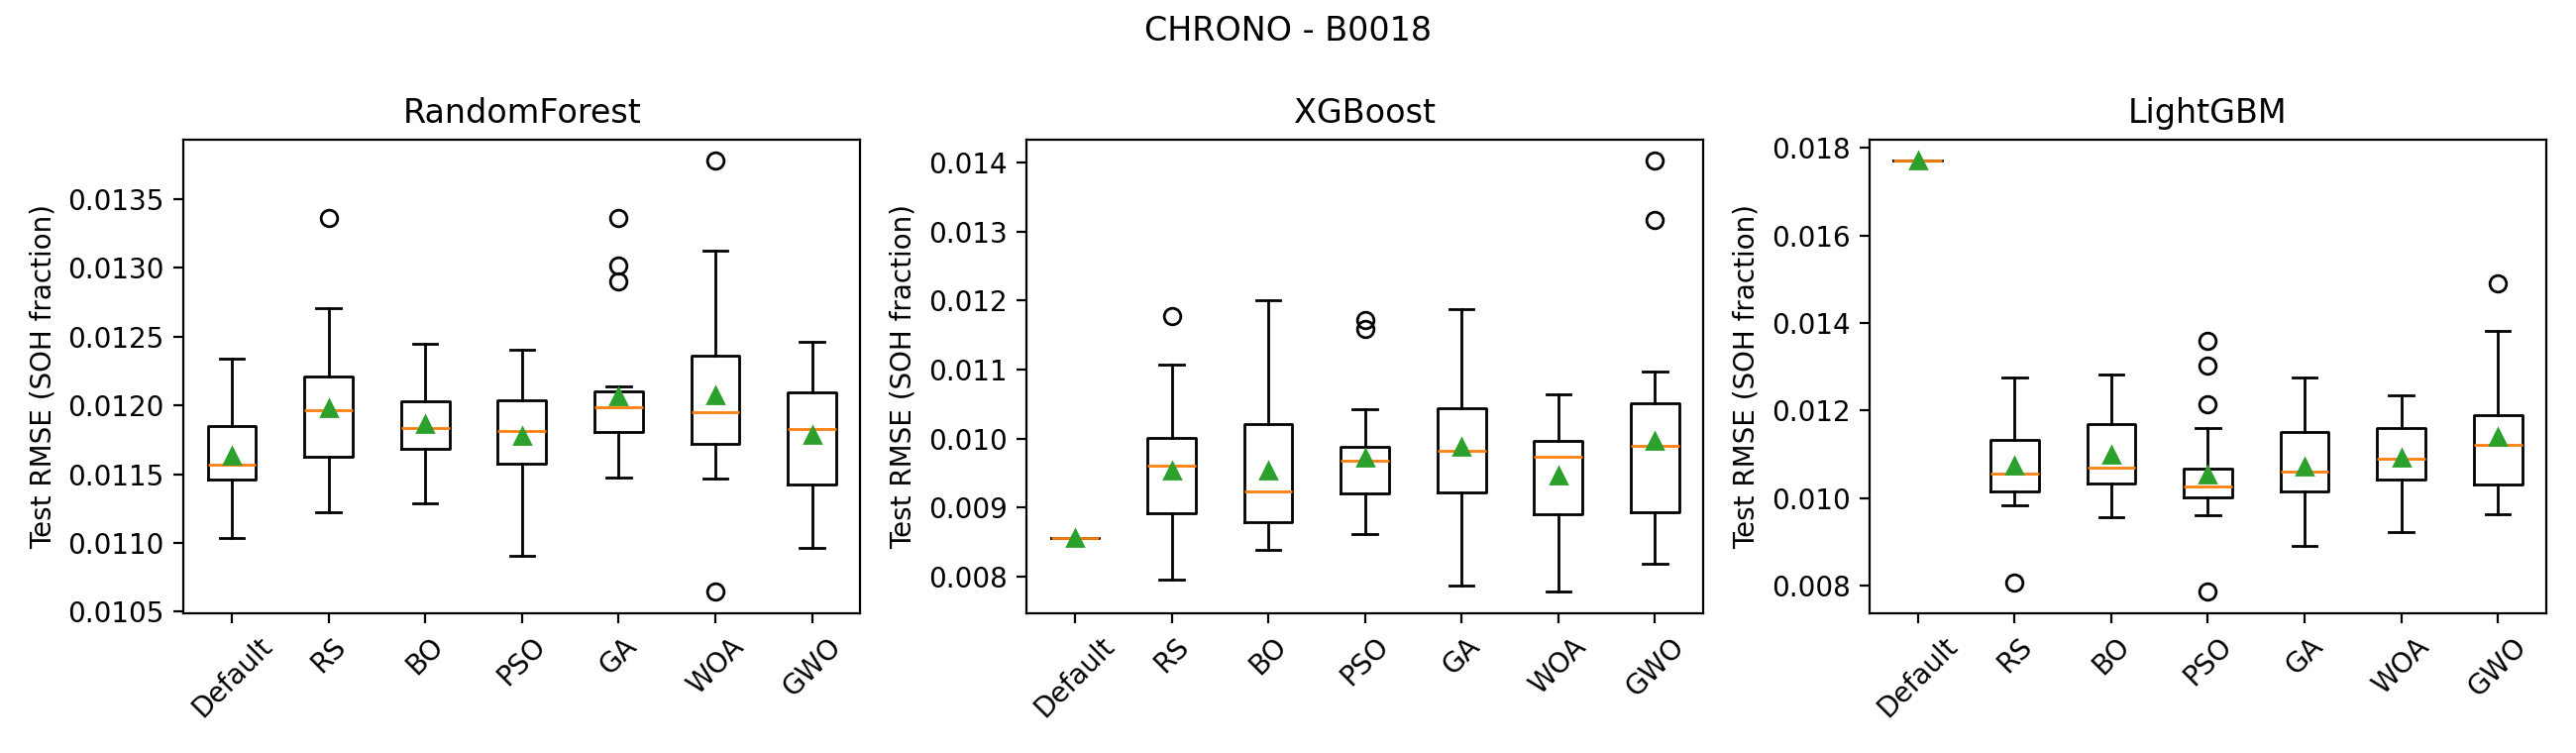 CHRONO - B0018
RandomForest
Test RMSE (SOH fraction)
0.0135
0.0130
0.0125
0.0120
0.0115
0.0110
0.0105
Default
RS
BO
PSO
GA
WOA
GWO
XGBoost
Test RMSE (SOH fraction)
0.014
0.013
0.012
0.011
0.010
0.009
0.008
Default
RS
BO
PSO
GA
WOA
GWO
LightGBM
Test RMSE (SOH fraction)
0.018
0.016
0.014
0.012
0.010
0.008
Default
RS
BO
PSO
GA
WOA
GWO